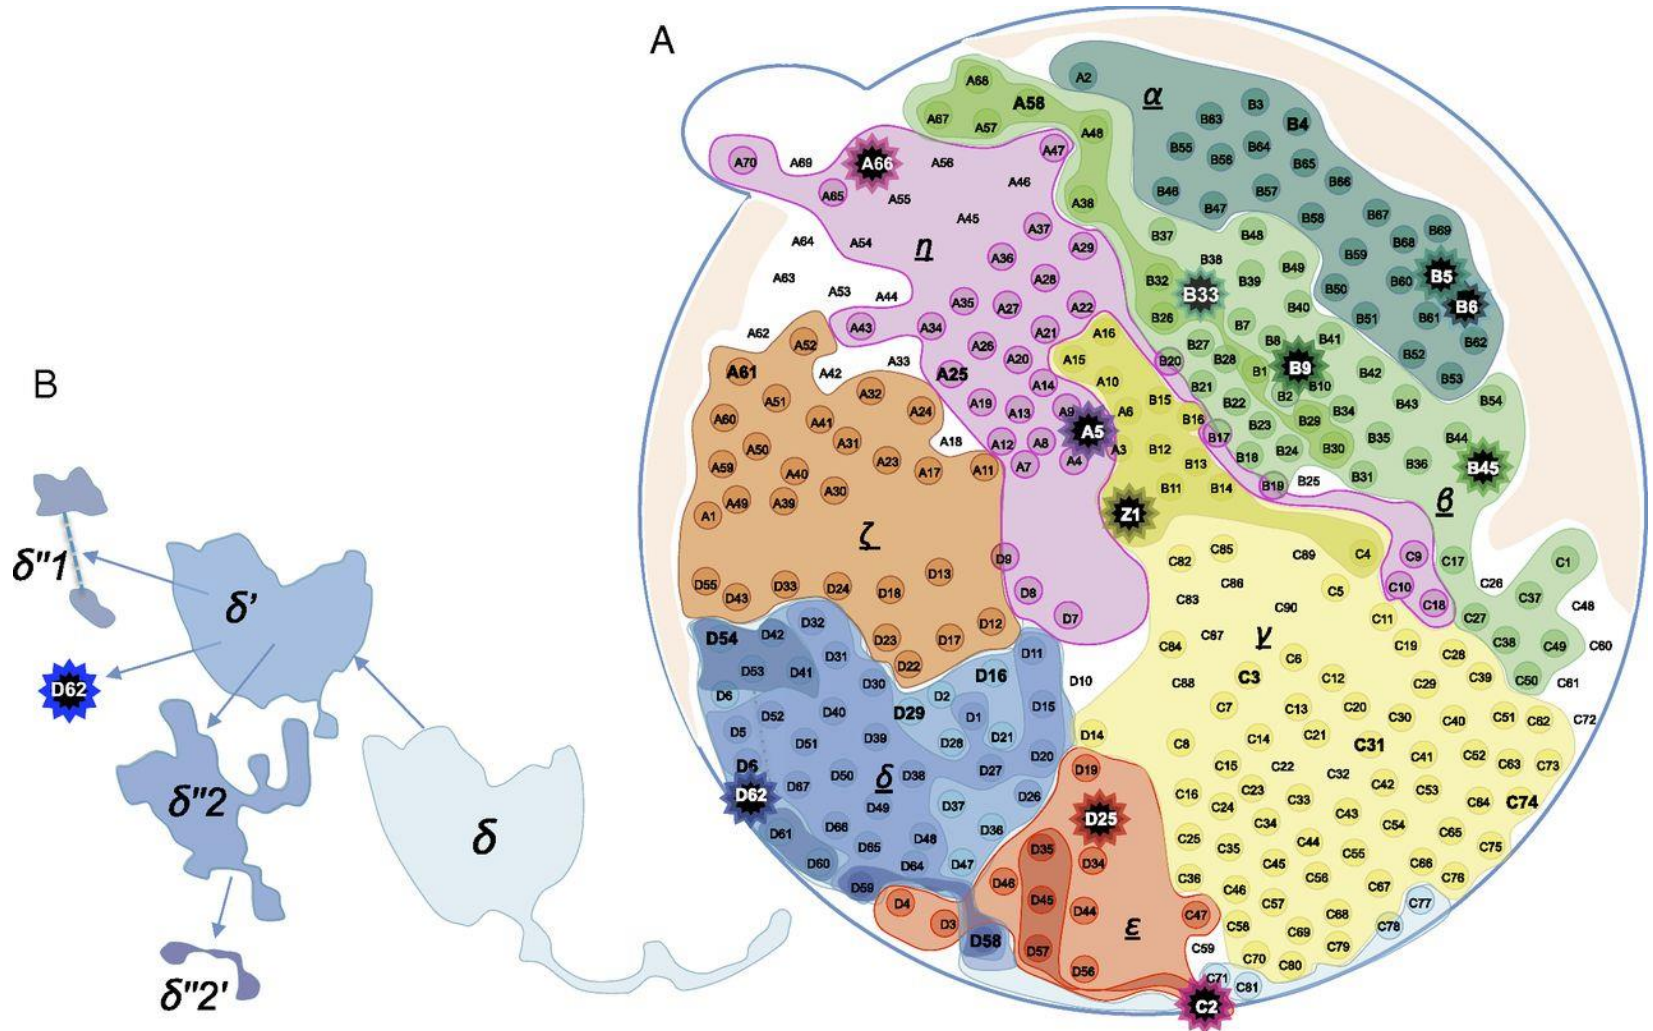 A
B
δ"1
δ'
D62
δ"2
δ
δ"2'
A2
α
A68
A67
A57
A58
A48
B3
B63
B4
B55
B56
B64
B65
B66
B46
B57
B47
B58
B67
B69
B68
B59
B60
B5
B6
B50
B51
B61
B62
B52
B53
A70
A69
A66
A56
A47
A65
A55
A46
A38
A45
A37
A64
A54
η
A29
A36
A63
A28
A53
A44
A35
A27
A22
A62
A43
A34
A21
A26
A20
A33
A25
A14
A19
A13
A9
A18
A12
A8
A5
A7
A4
B37
B48
B38
B49
B32
B39
B33
B40
B26
B7
B8
B41
B27
B28
B1
B9
B42
B20
B21
B10
B2
B43
B54
B22
B34
B29
B23
B35
B44
B17
B24
B30
B45
B18
B36
B19
B25
B31
β
A16
A15
A10
A6
B15
B16
A3
B12
B13
B11
B14
Z1
A52
A61
A42
A51
A32
A60
A41
A24
A50
A31
A59
A40
A23
A17
A11
A49
A39
A30
A1
ζ
D9
D55
D43
D33
D24
D18
D13
D8
D7
D23
D17
D12
D22
C82
C85
C89
C4
C9
C17
C1
C86
C5
C10
C26
C83
C90
C18
C37
C48
C11
C27
C84
C87
γ
C19
C38
C49
C60
C6
C28
C88
C3
C12
C29
C39
C50
C61
C7
C13
C20
C30
C40
C51
C62
C72
C8
C14
C21
C31
C41
C52
C63
C73
C15
C22
C32
C42
C16
C23
C53
C24
C33
C43
C64
C74
C34
C54
C25
C35
C44
C65
C75
C45
C55
C66
C36
C46
C56
C67
C76
C57
C77
C58
C68
C78
C69
C59
C79
C70
C80
C71
C81
C2
D54
D42
D32
D31
D53
D41
D30
D16
D11
D10
D6
D2
D40
D29
D1
D15
D52
D5
D51
D39
D28
D21
D14
D20
D6
D50
δ
D38
D27
D19
D62
D67
D49
D37
D26
D25
D61
D66
D48
D36
D65
D35
D34
D60
D64
D47
D59
D46
D4
D45
D44
C47
D3
D58
ε
D57
D56